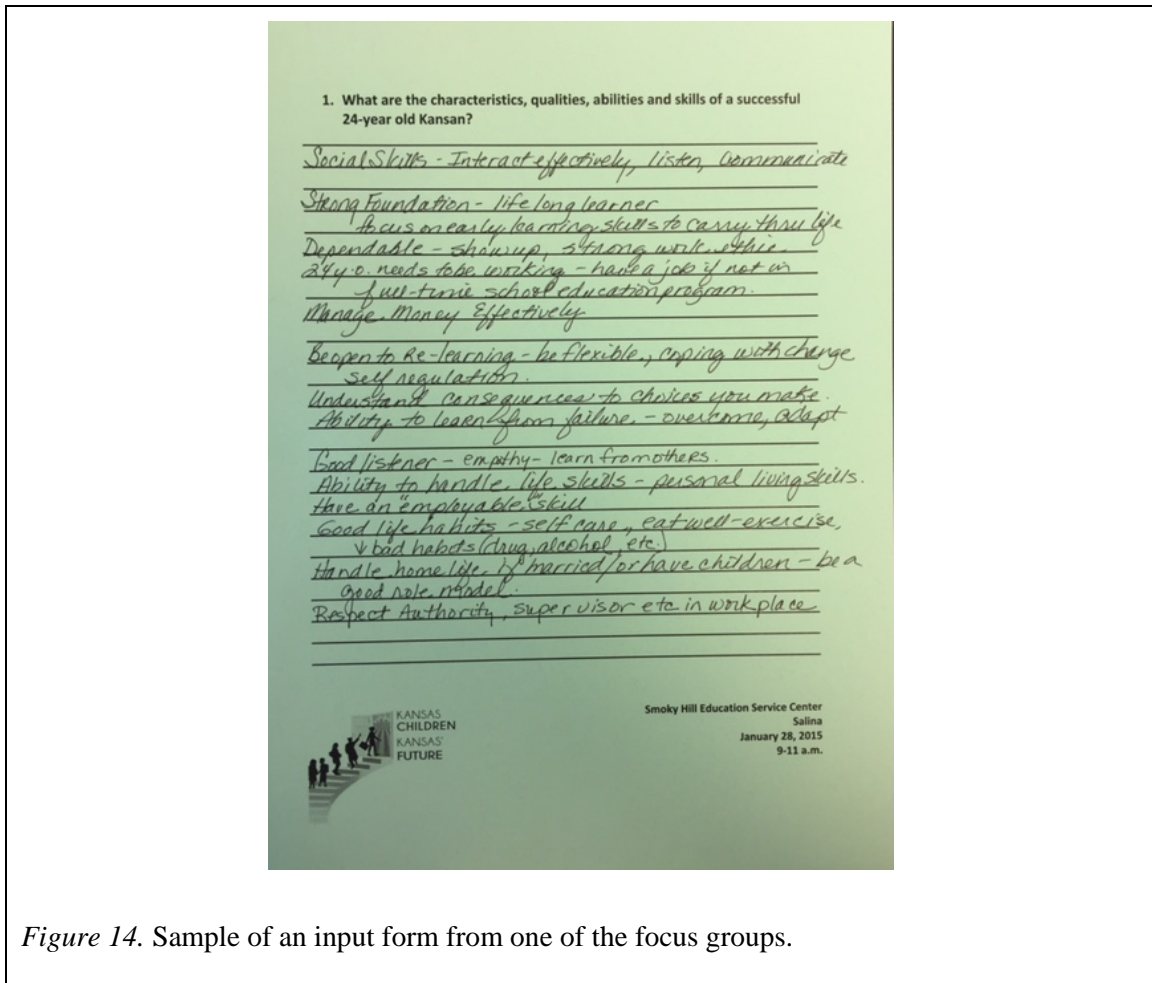 1. What are the characteristics, qualities, abilities and skills of a successful
24-year old Kansan?
Social Skills - Interact effectively, listen, Communicate
Strong Foundation - life long learner
focus on early learning skills to carry thru life
Dependable - show up, strong work ethic
24 y.o. needs to be working - have a job if not in
full-time school education program.
Manage Money Effectively
Be open to Re-learning - be flexible, coping with change
self regulation.
Understand consequences to choices you make.
Ability to learn from failure. - overcome, adapt
Good listener - empathy - learn from others.
Ability to handle life skills - personal living skills.
Have an "employable" skill
Good life habits - self care, eat well - exercise,
↓ bad habits (drug, alcohol, etc.)
Handle home life, if married/or have children - be a
good role model.
Respect Authority, supervisor etc in workplace
KANSAS
CHILDREN
KANSAS'
FUTURE
Smoky Hill Education Service Center
Salina
January 28, 2015
9-11 a.m.
Figure 14. Sample of an input form from one of the focus groups.